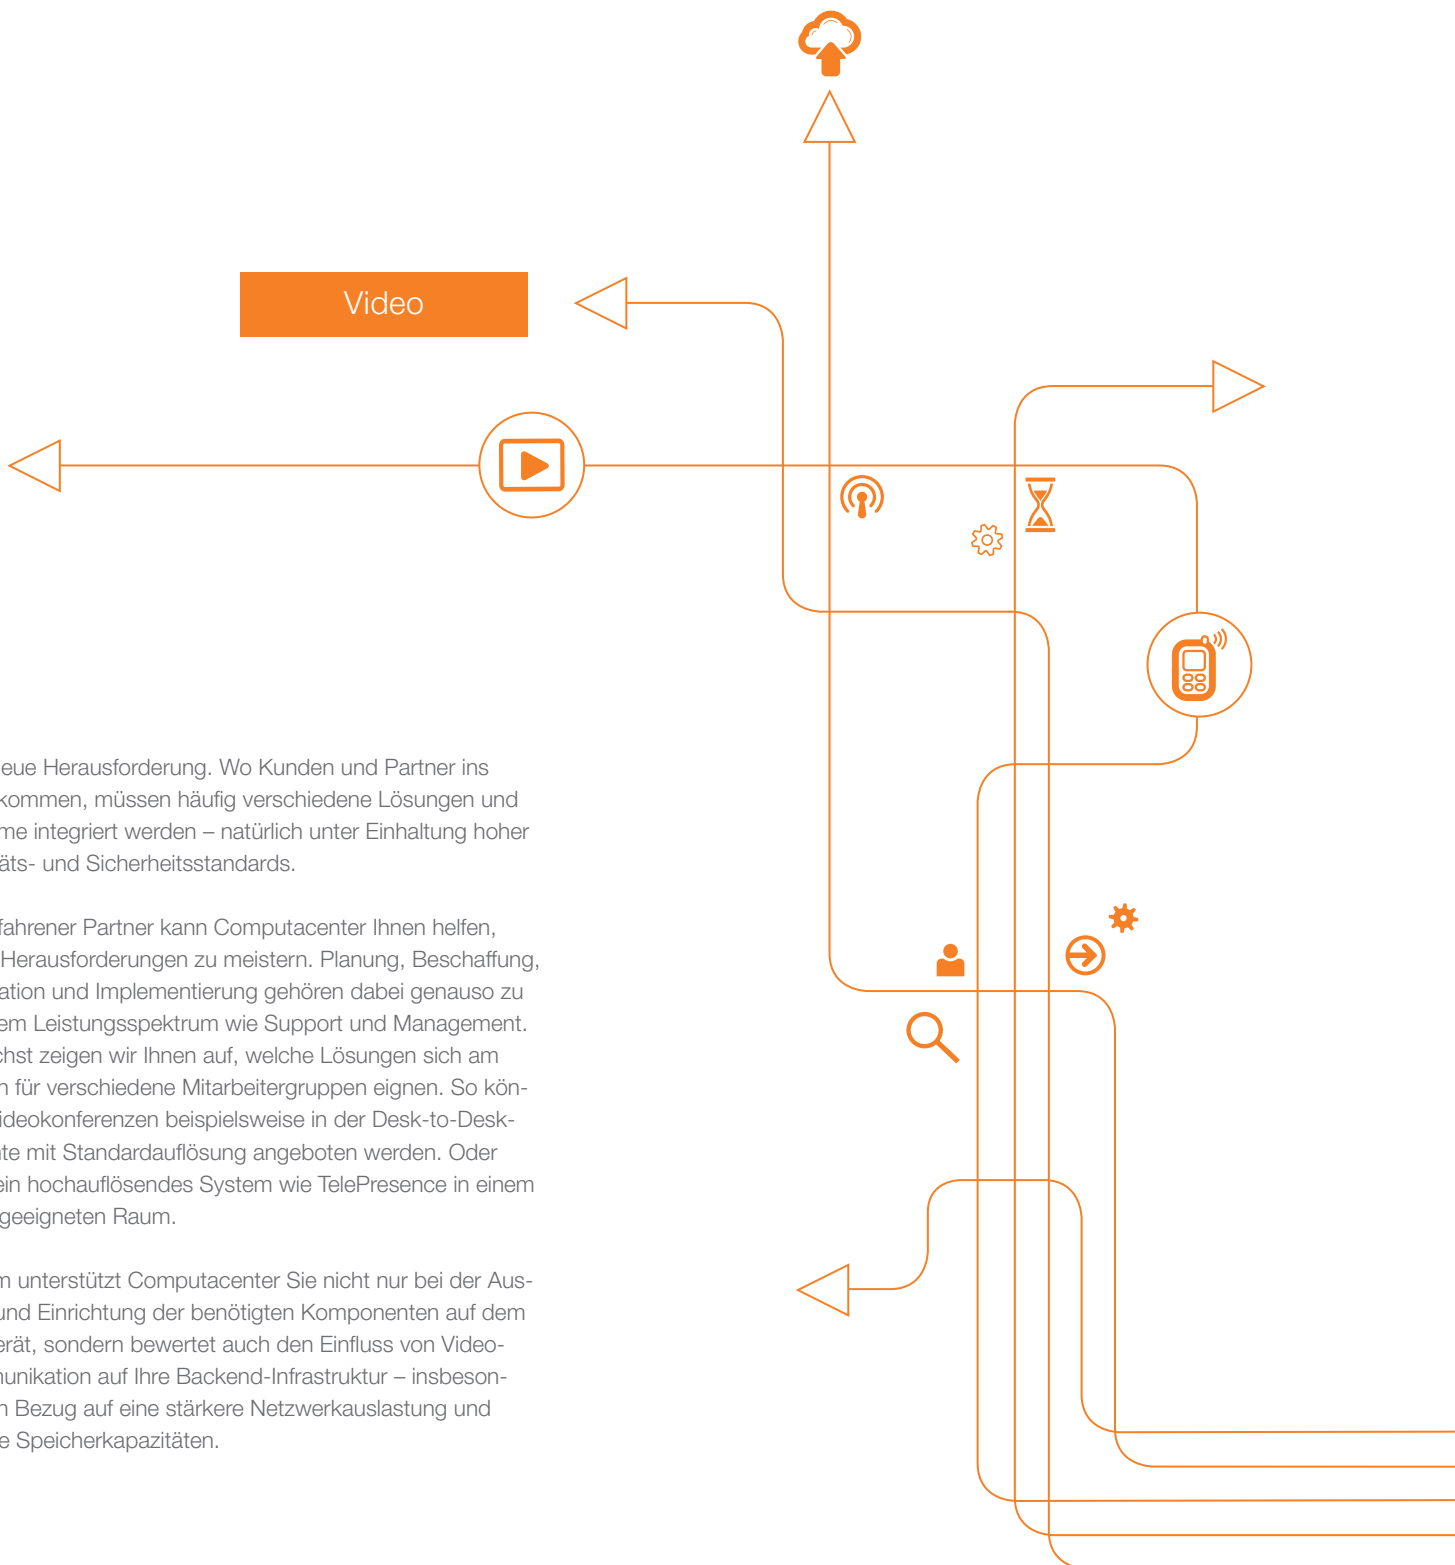 Video
eue Herausforderung. Wo Kunden und Partner ins
kommen, müssen häufig verschiedene Lösungen und
me integriert werden – natürlich unter Einhaltung hoher
äts- und Sicherheitsstandards.
fahrener Partner kann Computacenter Ihnen helfen,
Herausforderungen zu meistern. Planung, Beschaffung,
ation und Implementierung gehören dabei genauso zu
em Leistungsspektrum wie Support und Management.
chst zeigen wir Ihnen auf, welche Lösungen sich am
n für verschiedene Mitarbeitergruppen eignen. So kön-
ideokonferenzen beispielsweise in der Desk-to-Desk-
nte mit Standardauflösung angeboten werden. Oder
ein hochauflösendes System wie TelePresence in einem
geeigneten Raum.
m unterstützt Computacenter Sie nicht nur bei der Aus-
und Einrichtung der benötigten Komponenten auf dem
erät, sondern bewertet auch den Einfluss von Video-
unikation auf Ihre Backend-Infrastruktur – insbeson-
n Bezug auf eine stärkere Netzwerkauslastung und
e Speicherkapazitäten.